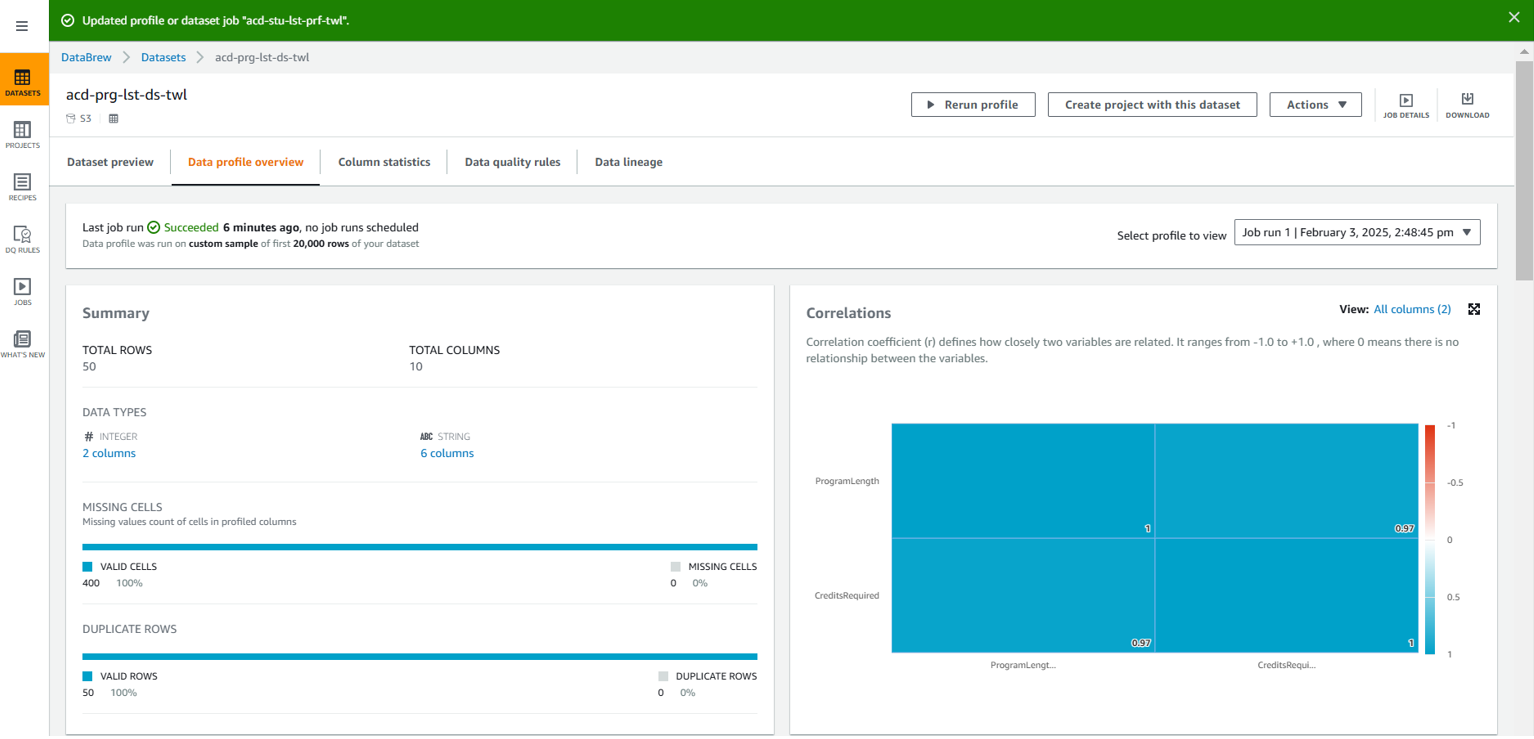 Updated profile or dataset job "acd-stu-lst-prf-twl".
DataBrew > Datasets > acd-prg-lst-ds-twl
DATASETS
PROJECTS
RECIPES
DQ RULES
JOBS
WHAT'S NEW
acd-prg-lst-ds-twl
S3
Rerun profile
Create project with this dataset
Actions
JOB DETAILS
DOWNLOAD
Dataset preview
Data profile overview
Column statistics
Data quality rules
Data lineage
Last job run Succeeded 6 minutes ago, no job runs scheduled
Data profile was run on custom sample of first 20,000 rows of your dataset
Select profile to view
Job run 1 | February 3, 2025, 2:48:45 pm
Summary
TOTAL ROWS
50
TOTAL COLUMNS
10
DATA TYPES
# INTEGER
2 columns
ABC STRING
6 columns
MISSING CELLS
Missing values count of cells in profiled columns
VALID CELLS
400 100%
MISSING CELLS
0 0%
DUPLICATE ROWS
VALID ROWS
50 100%
DUPLICATE ROWS
0 0%
Correlations
View: All columns (2)
Correlation coefficient (r) defines how closely two variables are related. It ranges from -1.0 to +1.0 , where 0 means there is no
relationship between the variables.
ProgramLength
1
0.97
CreditsRequired
0.97
1
ProgramLengt...
CreditsRequi...
-1
-0.5
0
0.5
1